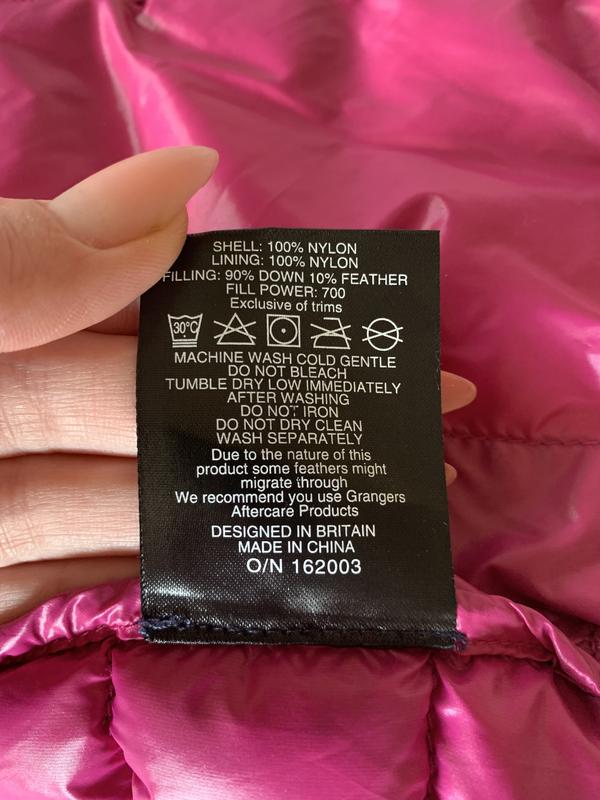 SHELL: 100% NYLON
LINING: 100% NYLON
FILLING: 90% DOWN 10% FEATHER
FILL POWER: 700
Exclusive of trims
30°C
MACHINE WASH COLD GENTLE
DO NOT BLEACH
TUMBLE DRY LOW IMMEDIATELY
AFTER WASHING
DO NOT IRON
DO NOT DRY CLEAN
WASH SEPARATELY
Due to the nature of this
product some feathers might
migrate through
We recommend you use Grangers
Aftercare Products
DESIGNED IN BRITAIN
MADE IN CHINA
O/N 162003